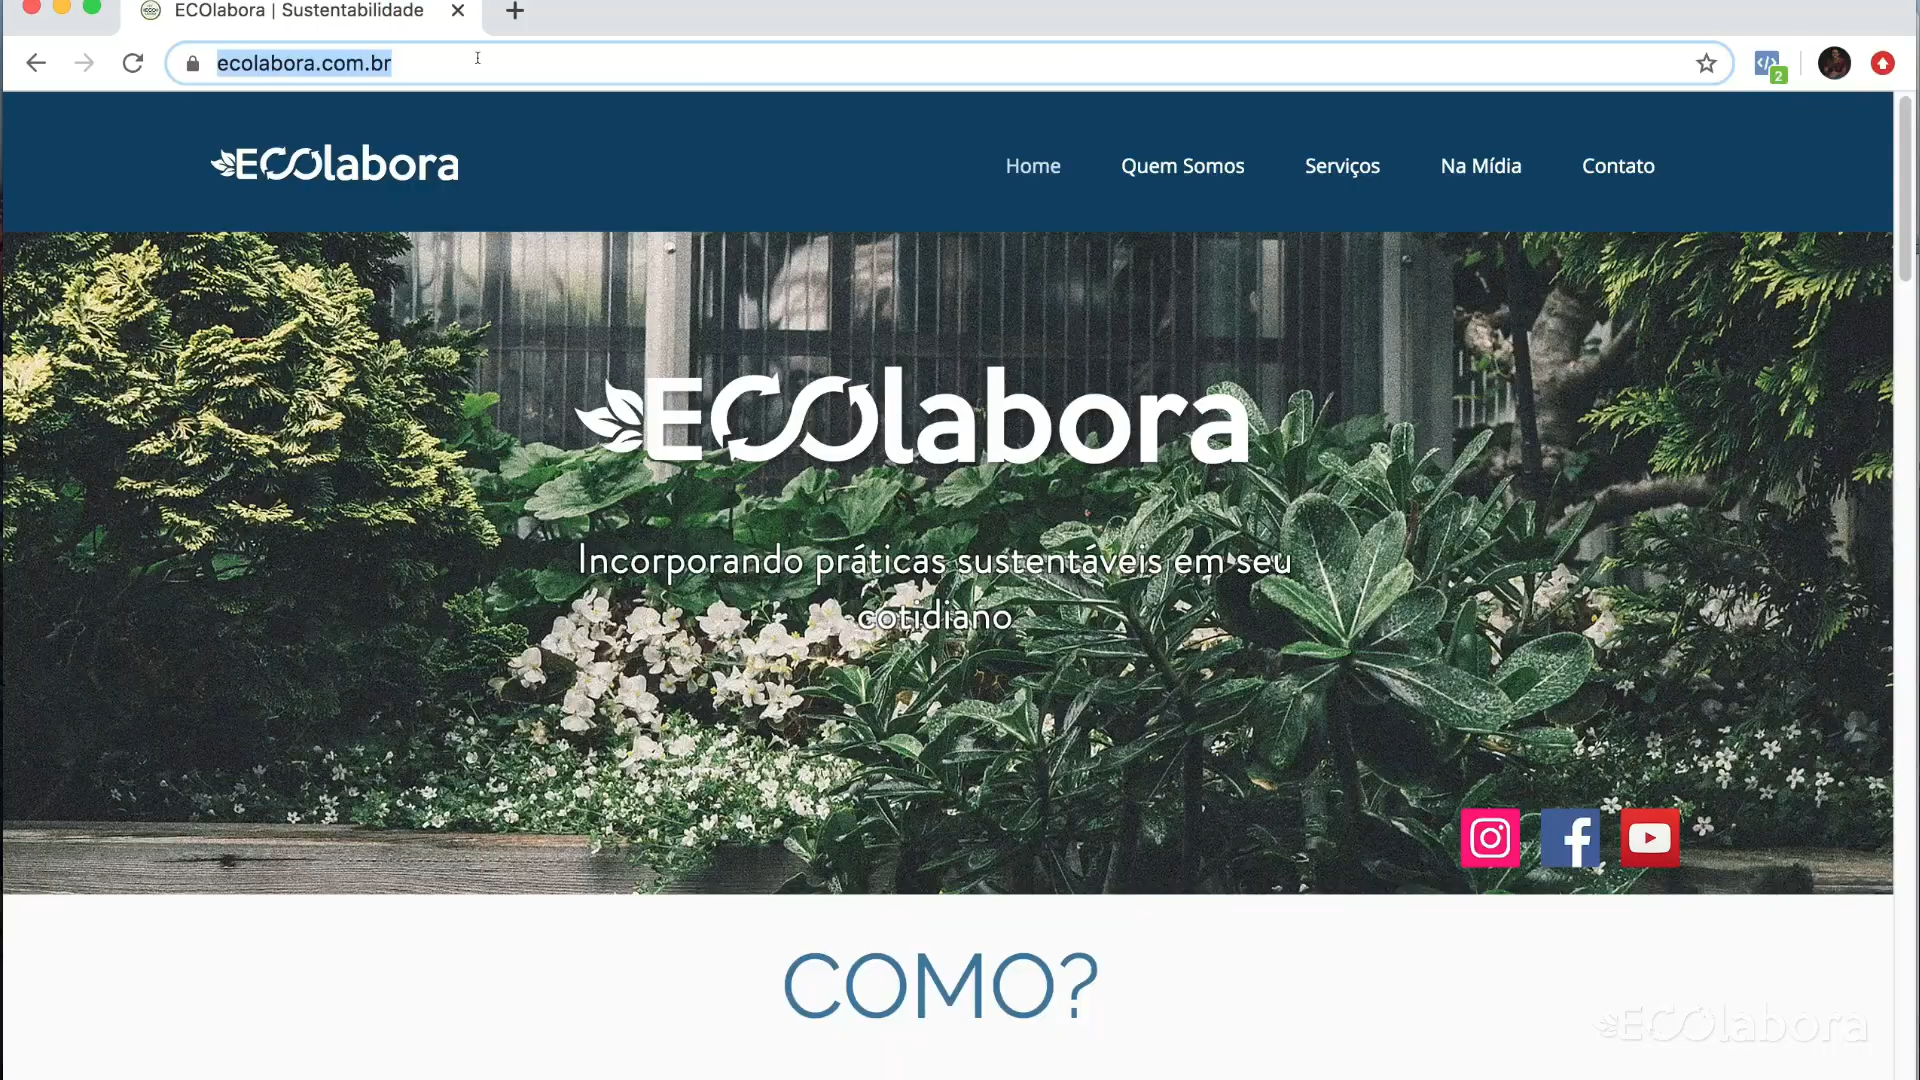 ECOlabora | Sustentabilidade
ecolabora.com.br
2
ECOlabora
Home
Quem Somos
Serviços
Na Mídia
Contato
ECOlabora
Incorporando práticas sustentáveis em seu
cotidiano
COMO?
ECOlabora